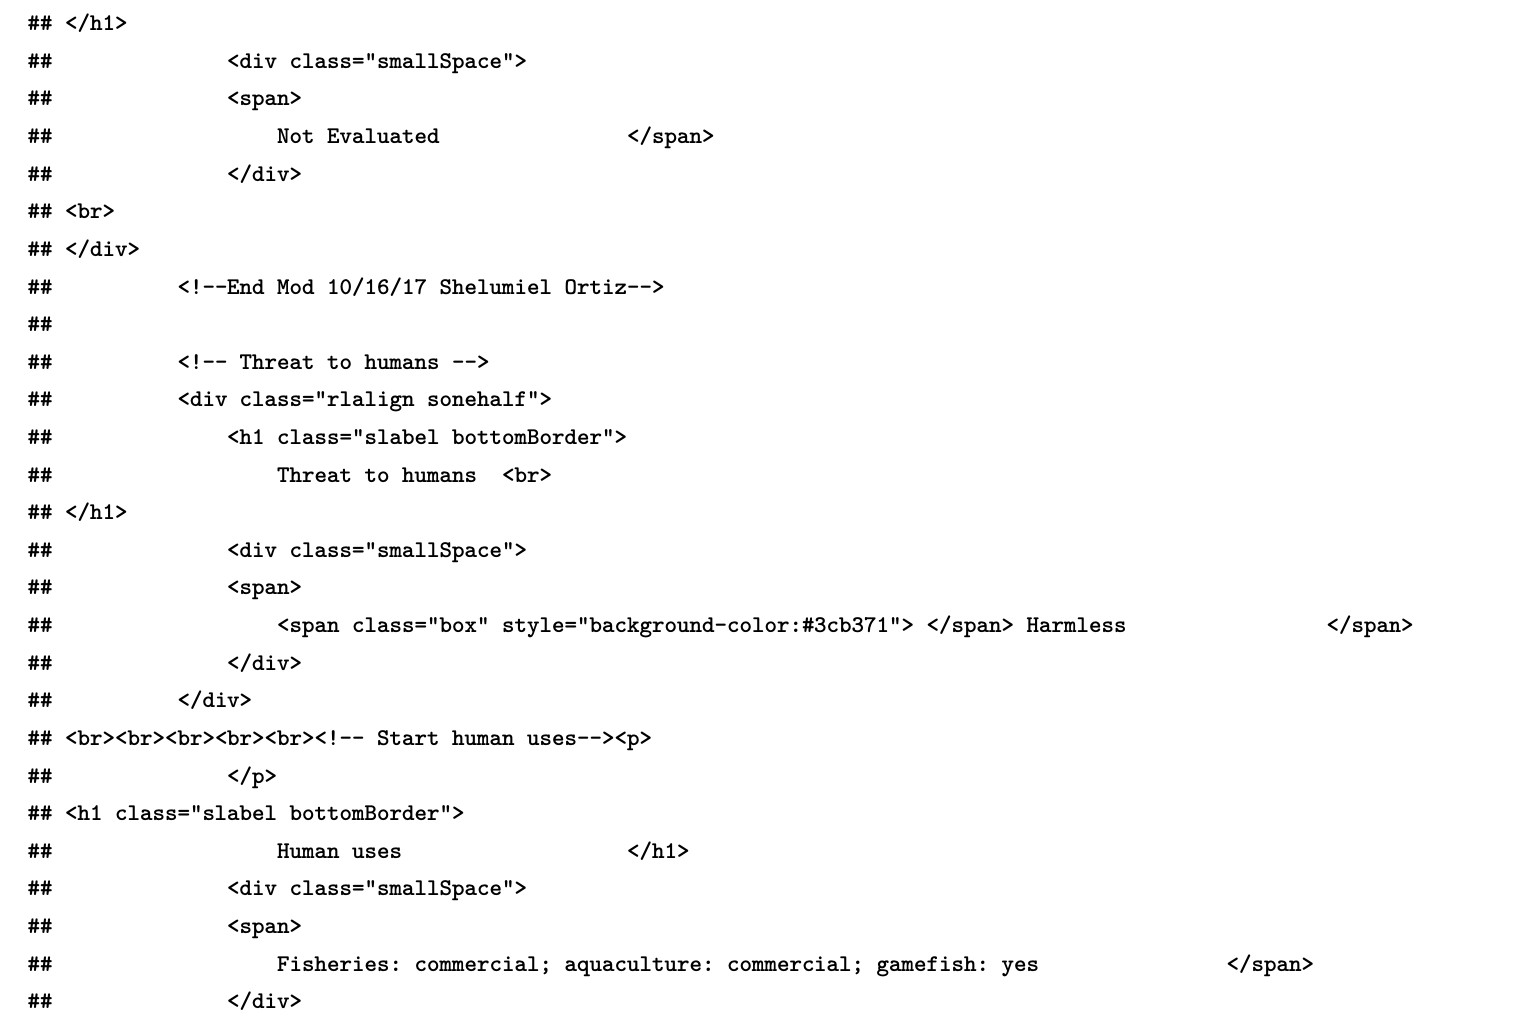 ## </h1>
##              <div class="smallSpace">
##              <span>
##                  Not Evaluated               </span>
##              </div>
## <br>
## </div>
##          <!--End Mod 10/16/17 Shelumiel Ortiz-->
##
##          <!-- Threat to humans -->
##          <div class="rlalign sonehalf">
##              <h1 class="slabel bottomBorder">
##                  Threat to humans  <br>
## </h1>
##              <div class="smallSpace">
##              <span>
##                  <span class="box" style="background-color:#3cb371"> </span> Harmless                </span>
##              </div>
##          </div>
## <br><br><br><br><br><!-- Start human uses--><p>
##              </p>
## <h1 class="slabel bottomBorder">
##                  Human uses                  </h1>
##              <div class="smallSpace">
##              <span>
##                  Fisheries: commercial; aquaculture: commercial; gamefish: yes               </span>
##              </div>